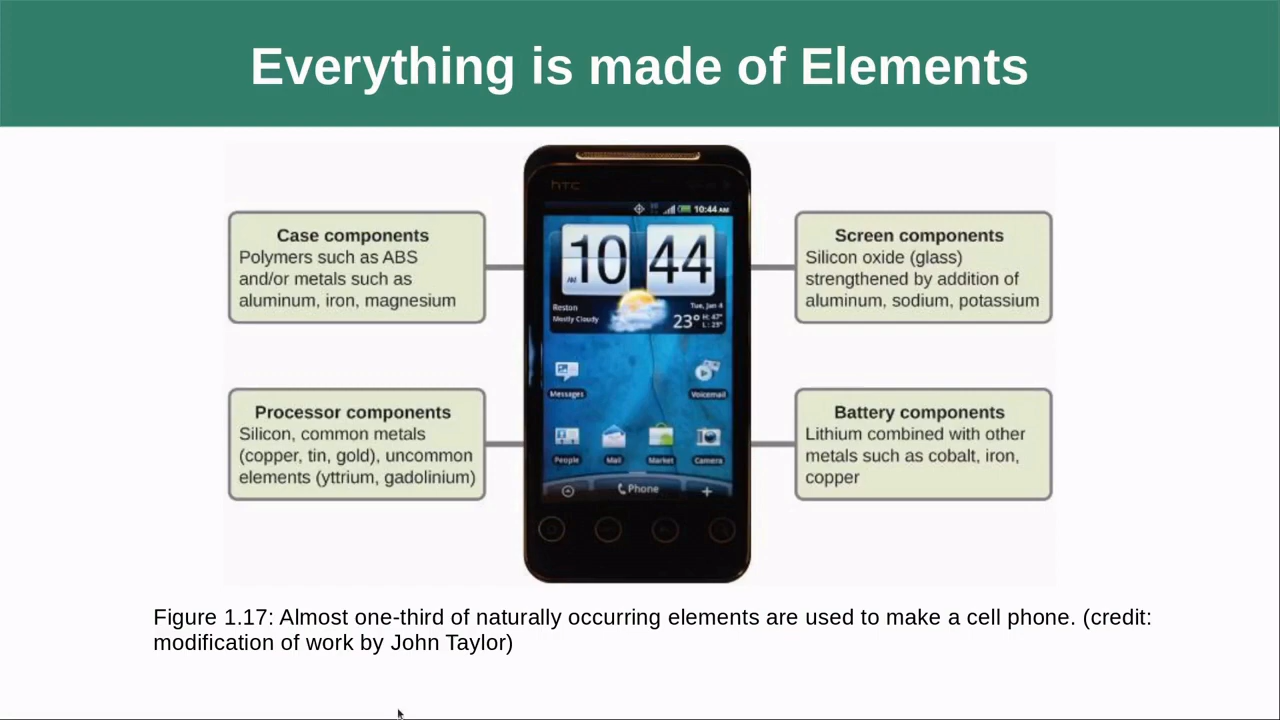 Everything is made of Elements
hTC
10:44 AM
Case components
Polymers such as ABS
and/or metals such as
aluminum, iron, magnesium
Screen components
Silicon oxide (glass)
strengthened by addition of
aluminum, sodium, potassium
10 44
AM
Reston
Mostly Cloudy
Tue, Jan 4
23°
H: 47°
L: 23°
Messages
Voicemail
Processor components
Silicon, common metals
(copper, tin, gold), uncommon
elements (yttrium, gadolinium)
Battery components
Lithium combined with other
metals such as cobalt, iron,
copper
People Mail Market Camera
Phone
Figure 1.17: Almost one-third of naturally occurring elements are used to make a cell phone. (credit:
modification of work by John Taylor)